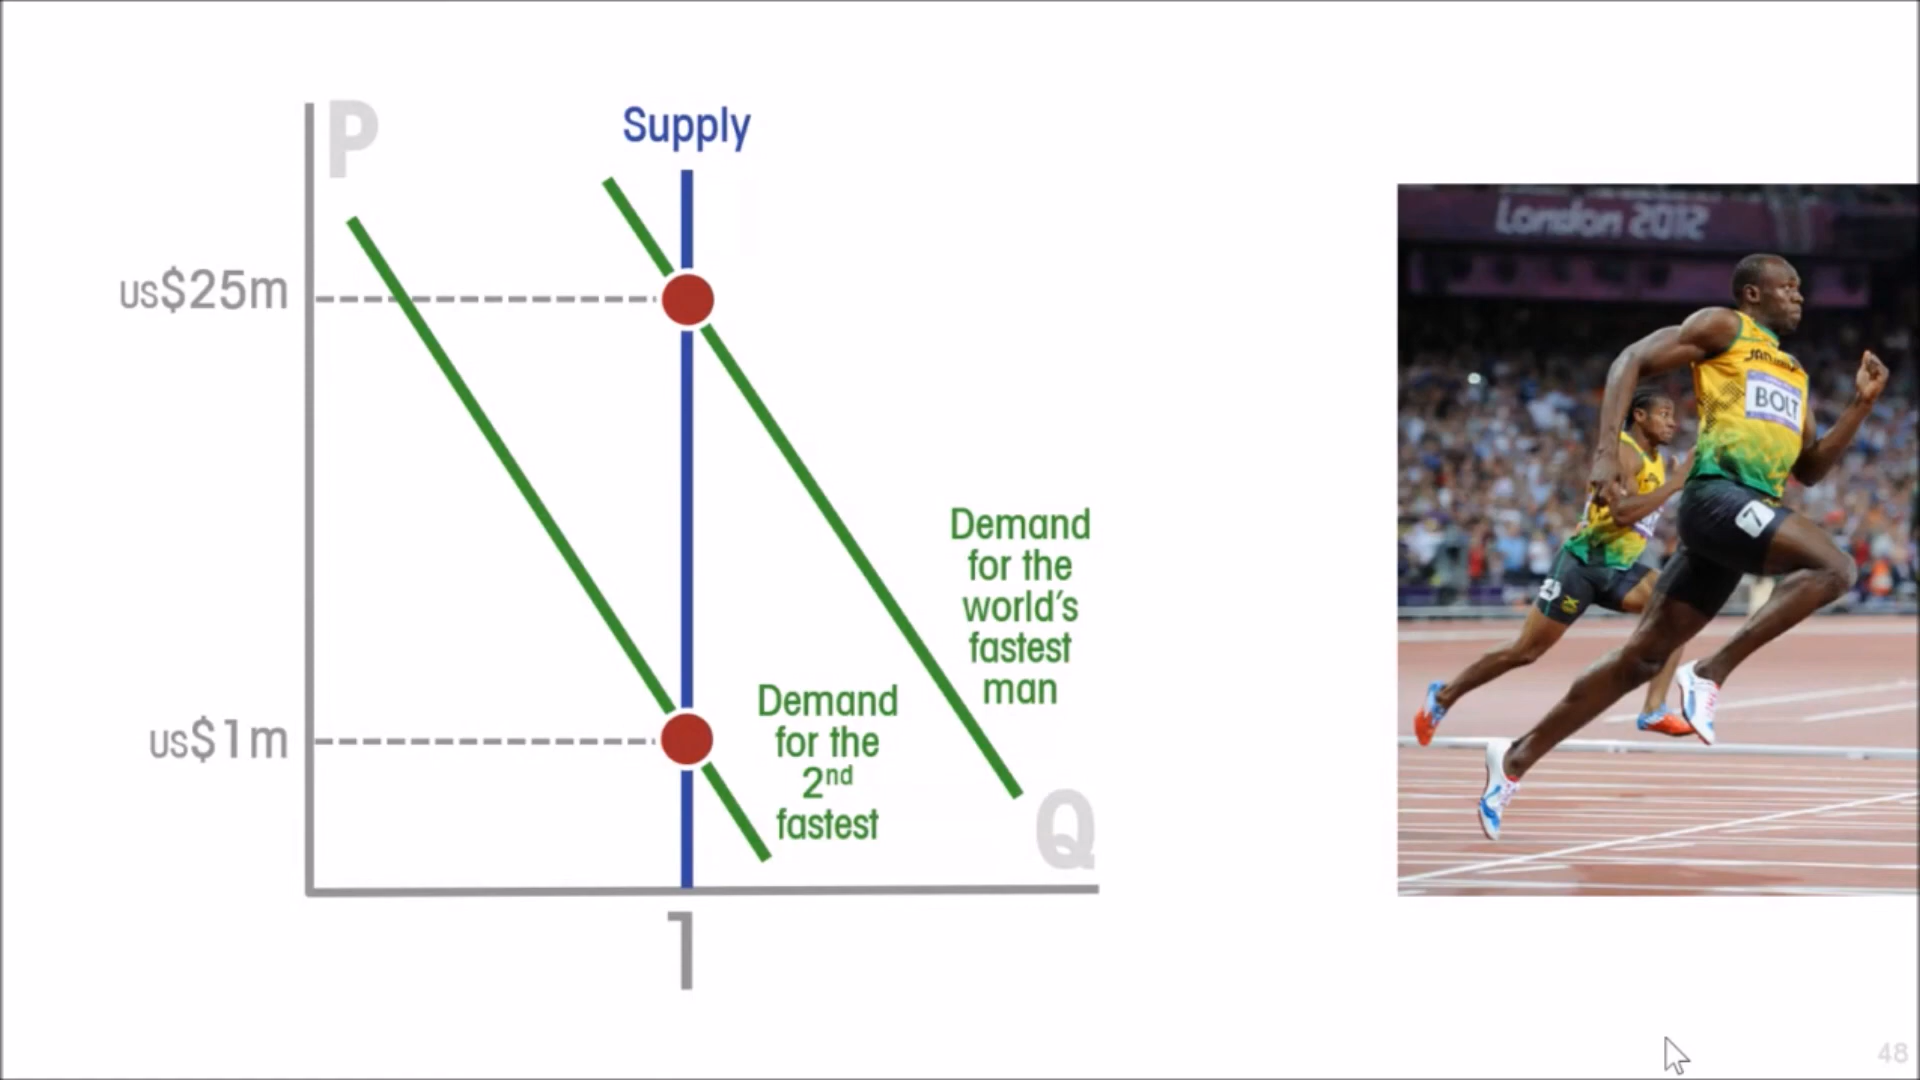 P
Supply
US$25m
US$1m
Demand
for the
world's
fastest
man
Demand
for the
2nd
fastest
Q
1
London 2012
BOLT
7
48